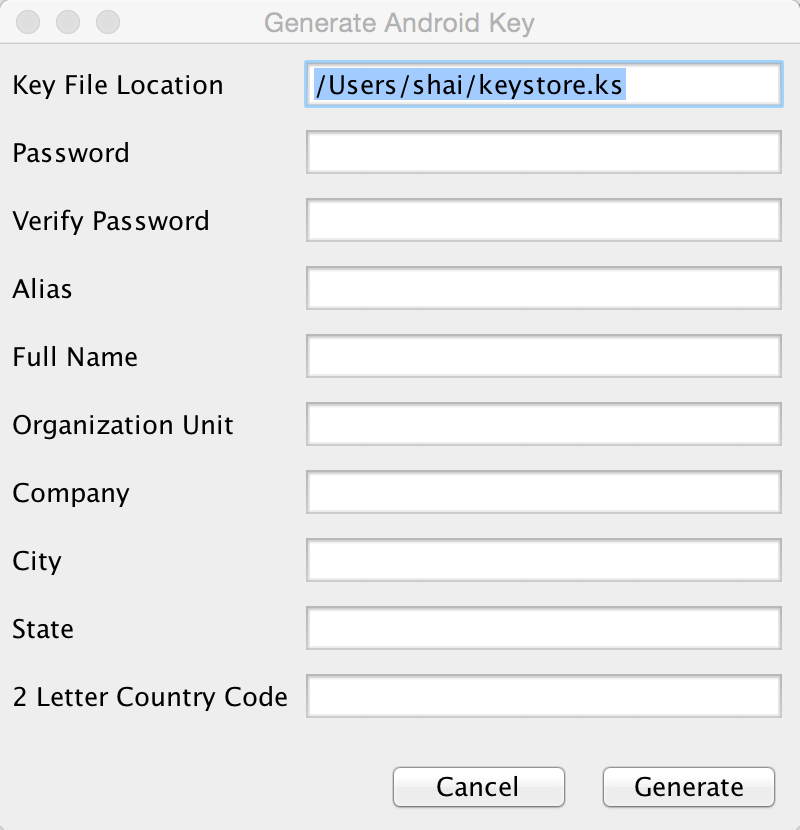 Generate Android Key
Key File Location /Users/shai/keystore.ks
Password
Verify Password
Alias
Full Name
Organization Unit
Company
City
State
2 Letter Country Code
Cancel Generate